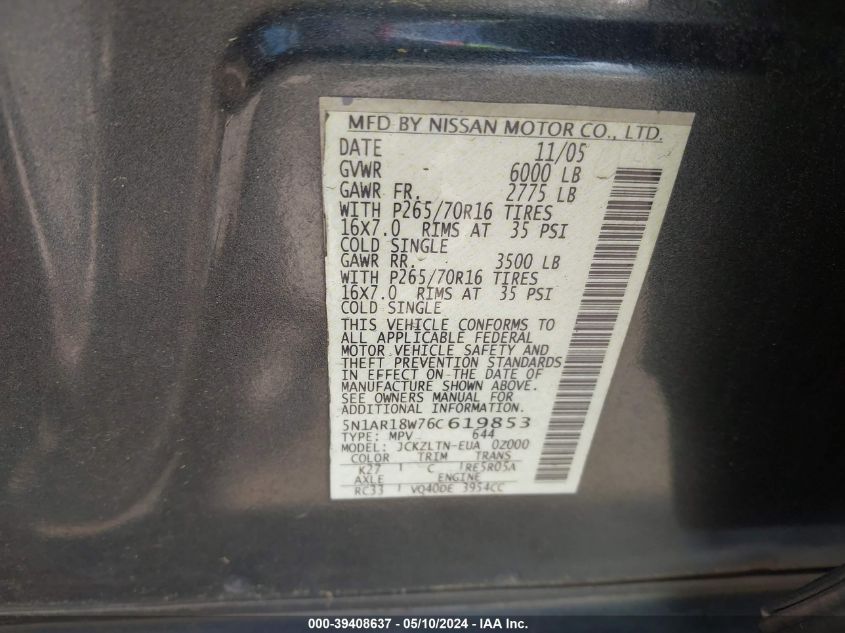 MFD BY NISSAN MOTOR CO., LTD.
DATE 11/05
GVWR 6000 LB
GAWR FR. 2775 LB
WITH P265/70R16 TIRES
16X7.0 RIMS AT 35 PSI
COLD SINGLE
GAWR RR. 3500 LB
WITH P265/70R16 TIRES
16X7.0 RIMS AT 35 PSI
COLD SINGLE
THIS VEHICLE CONFORMS TO
ALL APPLICABLE FEDERAL
MOTOR VEHICLE SAFETY AND
THEFT PREVENTION STANDARDS
IN EFFECT ON THE DATE OF
MANUFACTURE SHOWN ABOVE.
SEE OWNERS MANUAL FOR
ADDITIONAL INFORMATION
5N1AR18W76C619853
TYPE: MPV 644
MODEL: JCKZLTN-EUA 0Z000
COLOR TRIM TRANS
K27 C RE5R05A
AXLE ENGINE
RC33 VQ40DE 3954CC
000-39408637 - 05/10/2024 - IAA Inc.